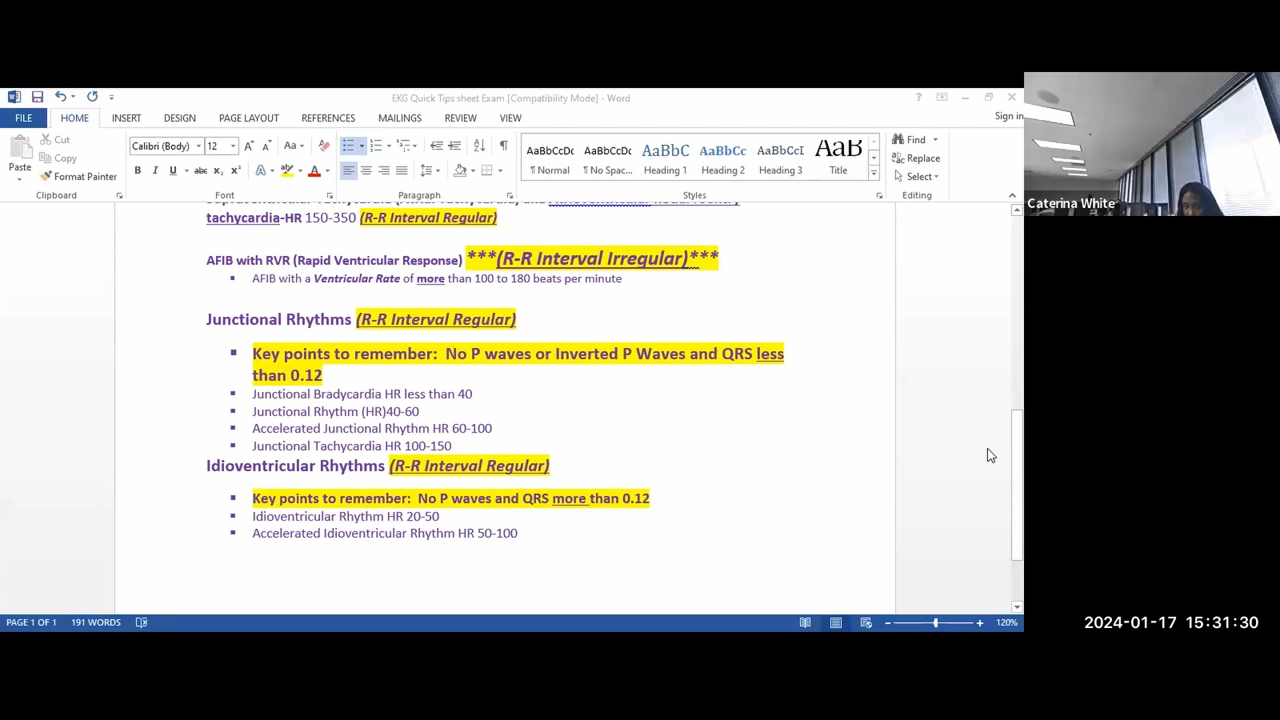 EKG Quick Tips sheet Exam [Compatibility Mode] - Word
?
Sign in
FILE HOME INSERT DESIGN PAGE LAYOUT REFERENCES MAILINGS REVIEW VIEW
Paste
Cut
Copy
Format Painter
Clipboard
Calibri (Body) 12
Aa
B I U abc x₂ x² A A
Font
Paragraph
AaBbCcDc AaBbCcDc AaBbC AaBbCc AaBbCcI AaB
¶ Normal ¶ No Spac... Heading 1 Heading 2 Heading 3 Title
Styles
Find
Replace
Select
Editing
tachycardia-HR 150-350 (R-R Interval Regular)
AFIB with RVR (Rapid Ventricular Response) ***(R-R Interval Irregular)***
▪ AFIB with a Ventricular Rate of more than 100 to 180 beats per minute
Junctional Rhythms (R-R Interval Regular)
▪ Key points to remember: No P waves or Inverted P Waves and QRS less
than 0.12
▪ Junctional Bradycardia HR less than 40
▪ Junctional Rhythm (HR)40-60
▪ Accelerated Junctional Rhythm HR 60-100
▪ Junctional Tachycardia HR 100-150
Idioventricular Rhythms (R-R Interval Regular)
▪ Key points to remember: No P waves and QRS more than 0.12
▪ Idioventricular Rhythm HR 20-50
▪ Accelerated Idioventricular Rhythm HR 50-100
PAGE 1 OF 1 191 WORDS
120%
Caterina White
2024-01-17 15:31:30